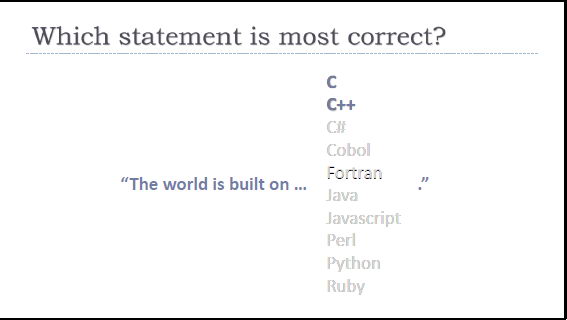 Which statement is most correct?
C
C++
C#
Cobol
"The world is built on ... Fortran ."
Java
Javascript
Perl
Python
Ruby